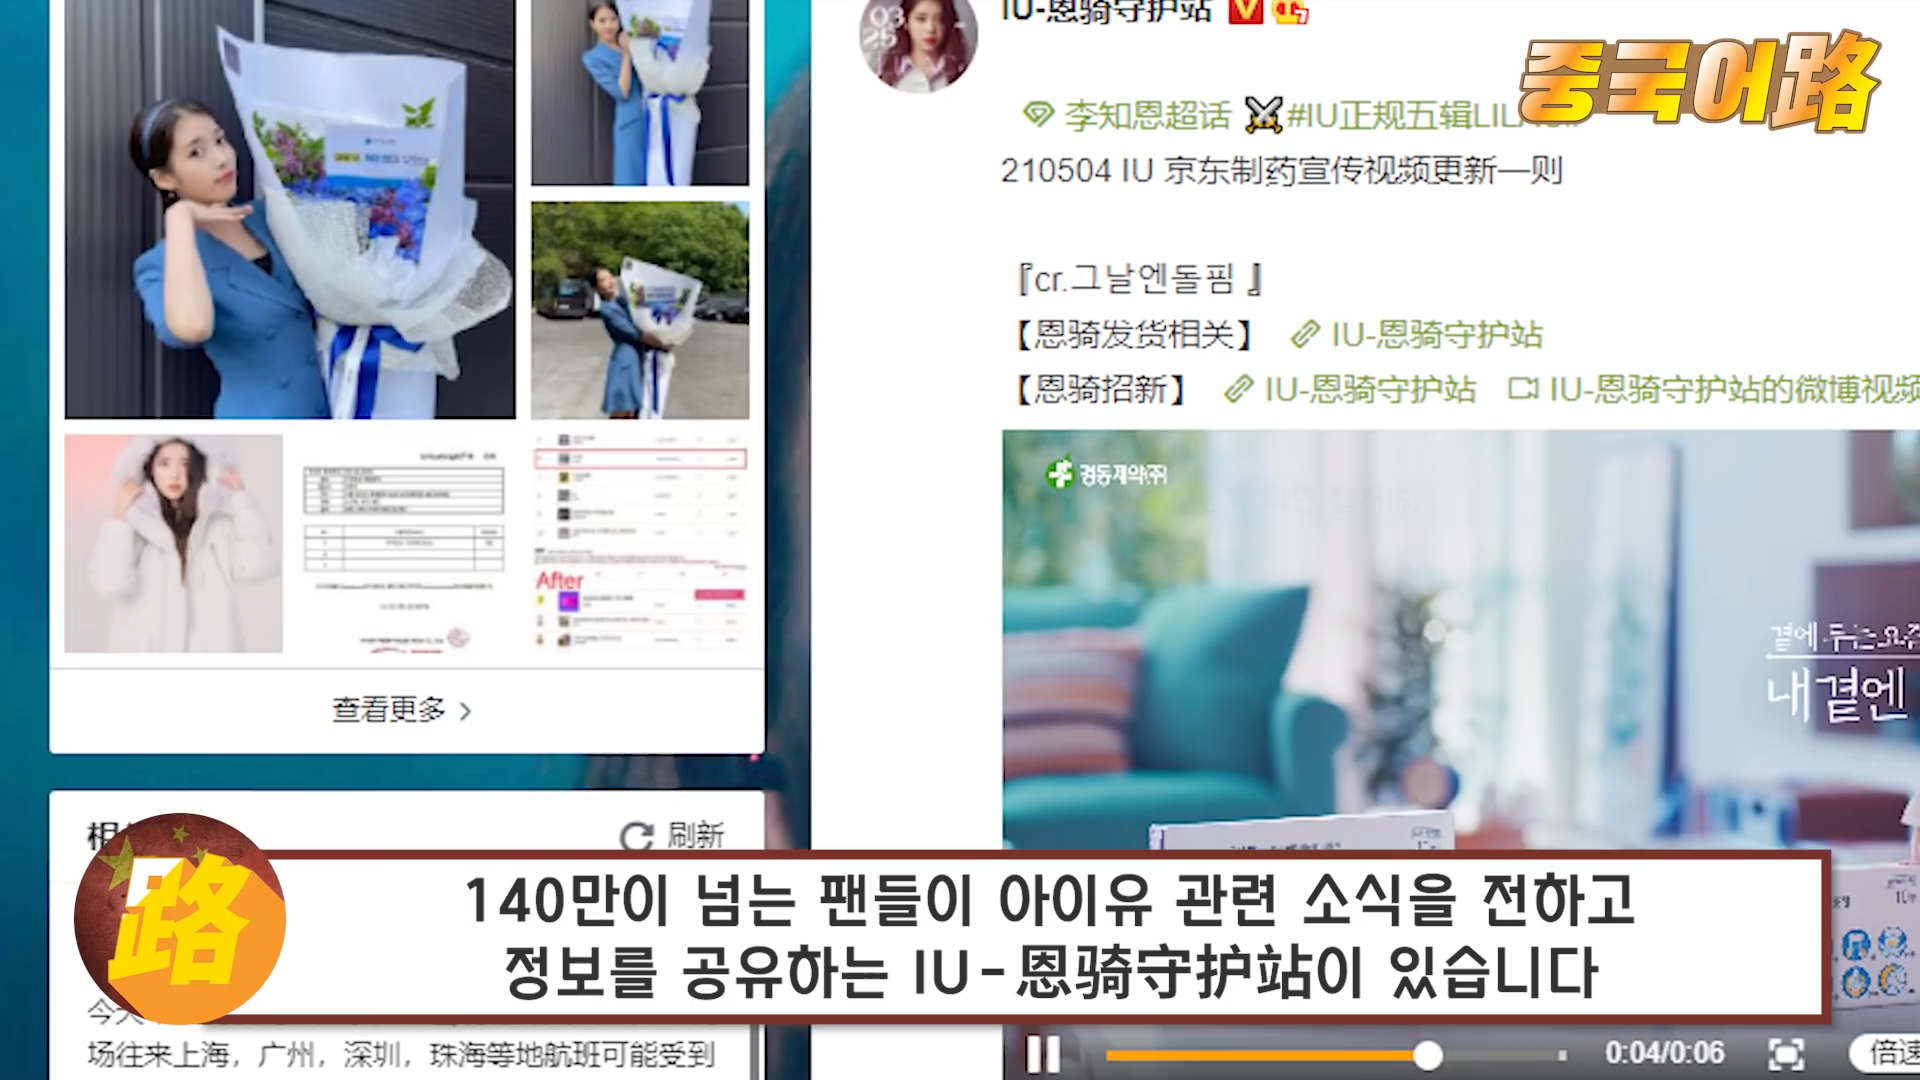 IU-恩骑守护站
중국어路
李知恩超话 #IU正规五辑LIL
210504 IU 京东制药宣传视频更新一则
『cr.그날엔돌핌 』
【恩骑发货相关】 IU-恩骑守护站
【恩骑招新】 IU-恩骑守护站 IU-恩骑守护站的微博视频
경동제약(주)
곁에 두는
내 곁엔
After
查看更多
刷新
路
140만이 넘는 팬들이 아이유 관련 소식을 전하고
정보를 공유하는 IU-恩骑守护站이 있습니다
今天
场往来上海，广州，深圳，珠海等地航班可能受到
0:04/0:06
倍速